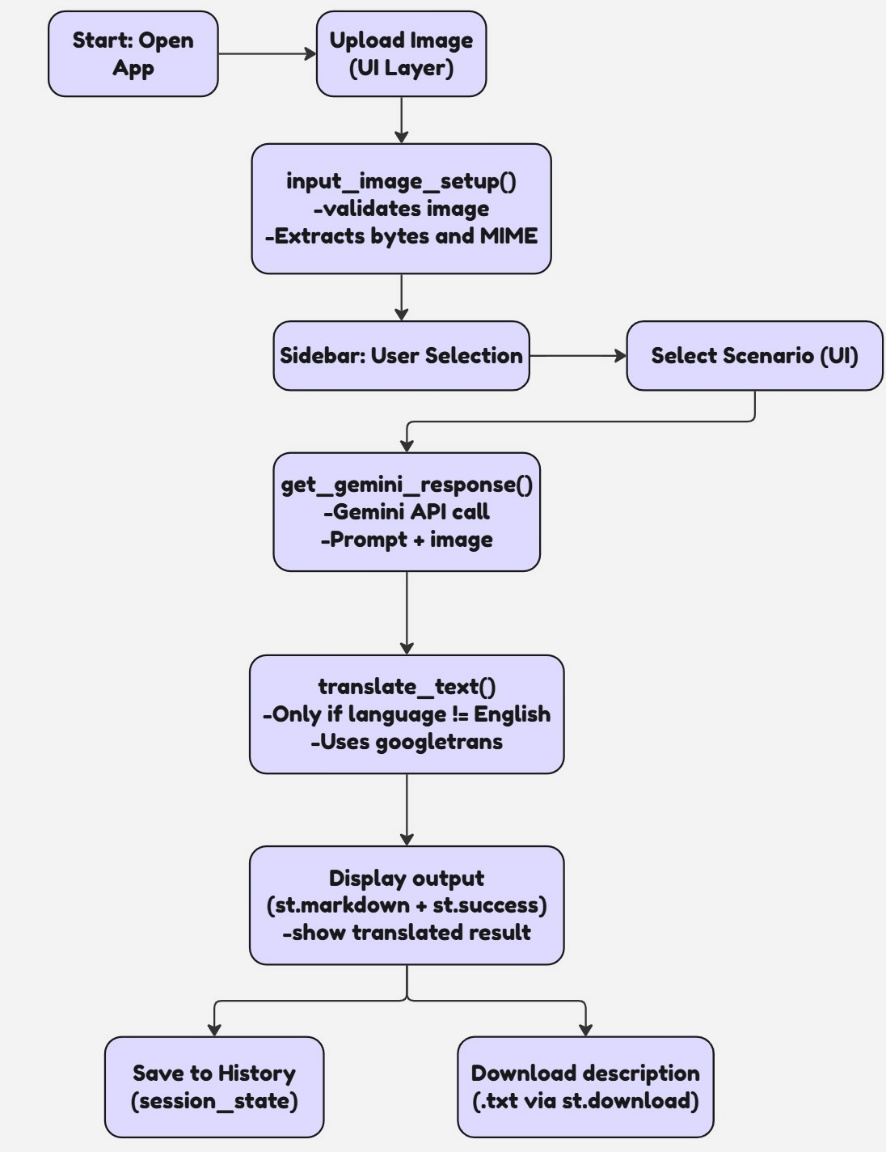 Start: Open
App
Upload Image
(UI Layer)
input_image_setup()
-validates image
-Extracts bytes and MIME
Sidebar: User Selection
Select Scenario (UI)
get_gemini_response()
-Gemini API call
-Prompt + image
translate_text()
-Only if language != English
-Uses googletrans
Display output
(st.markdown + st.success)
-show translated result
Save to History
(session_state)
Download description
(.txt via st.download)